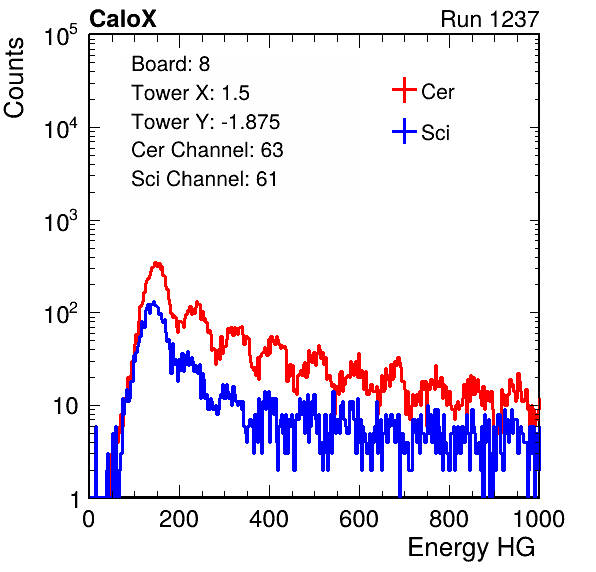 CaloX Run 1237
Counts
10^5
10^4
10^3
10^2
10
1
Board: 8
Tower X: 1.5
Tower Y: -1.875
Cer Channel: 63
Sci Channel: 61
Cer
Sci
0 200 400 600 800 1000
Energy HG